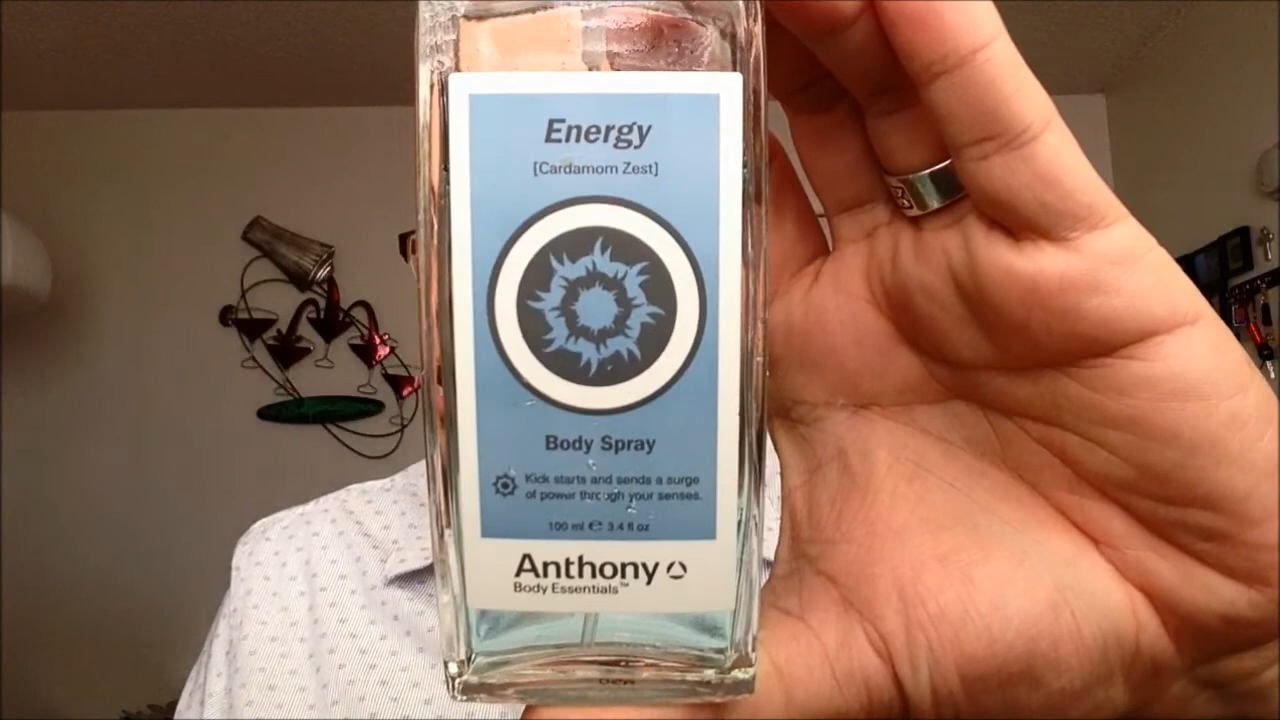 Energy
[Cardamom Zest]
Body Spray
Kick starts and sends a surge
of power through your senses.
100 ml ℮ 3.4 fl oz
Anthony
Body Essentials™